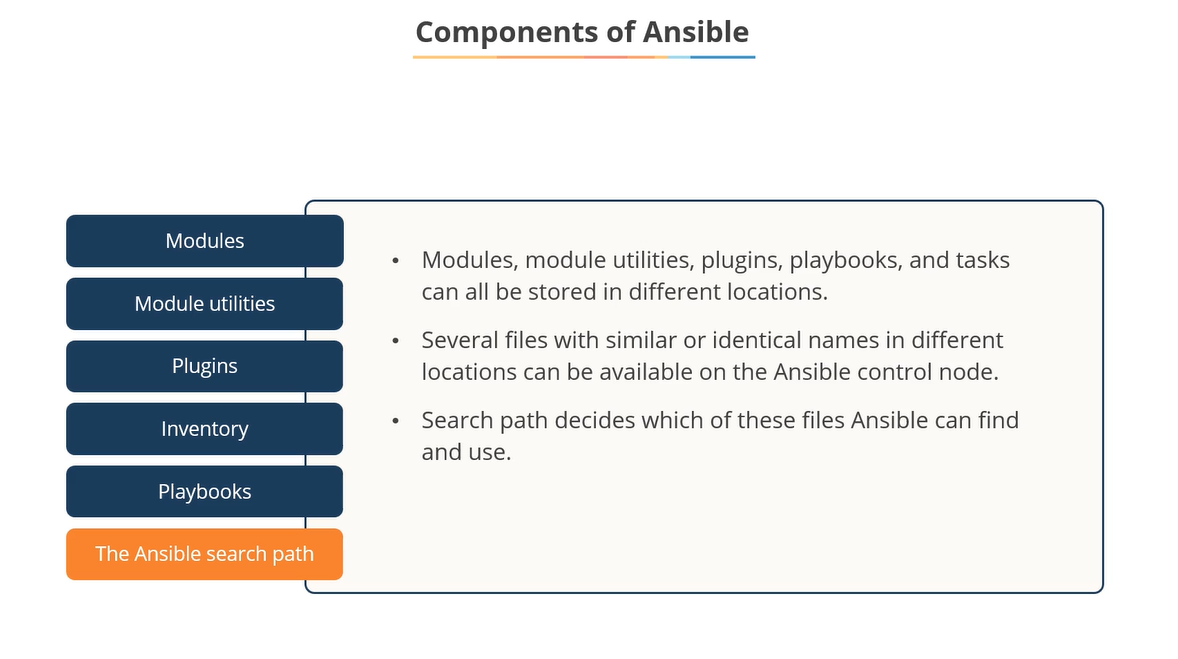 Components of Ansible
Modules
Module utilities
Plugins
Inventory
Playbooks
The Ansible search path
• Modules, module utilities, plugins, playbooks, and tasks
can all be stored in different locations.
• Several files with similar or identical names in different
locations can be available on the Ansible control node.
• Search path decides which of these files Ansible can find
and use.